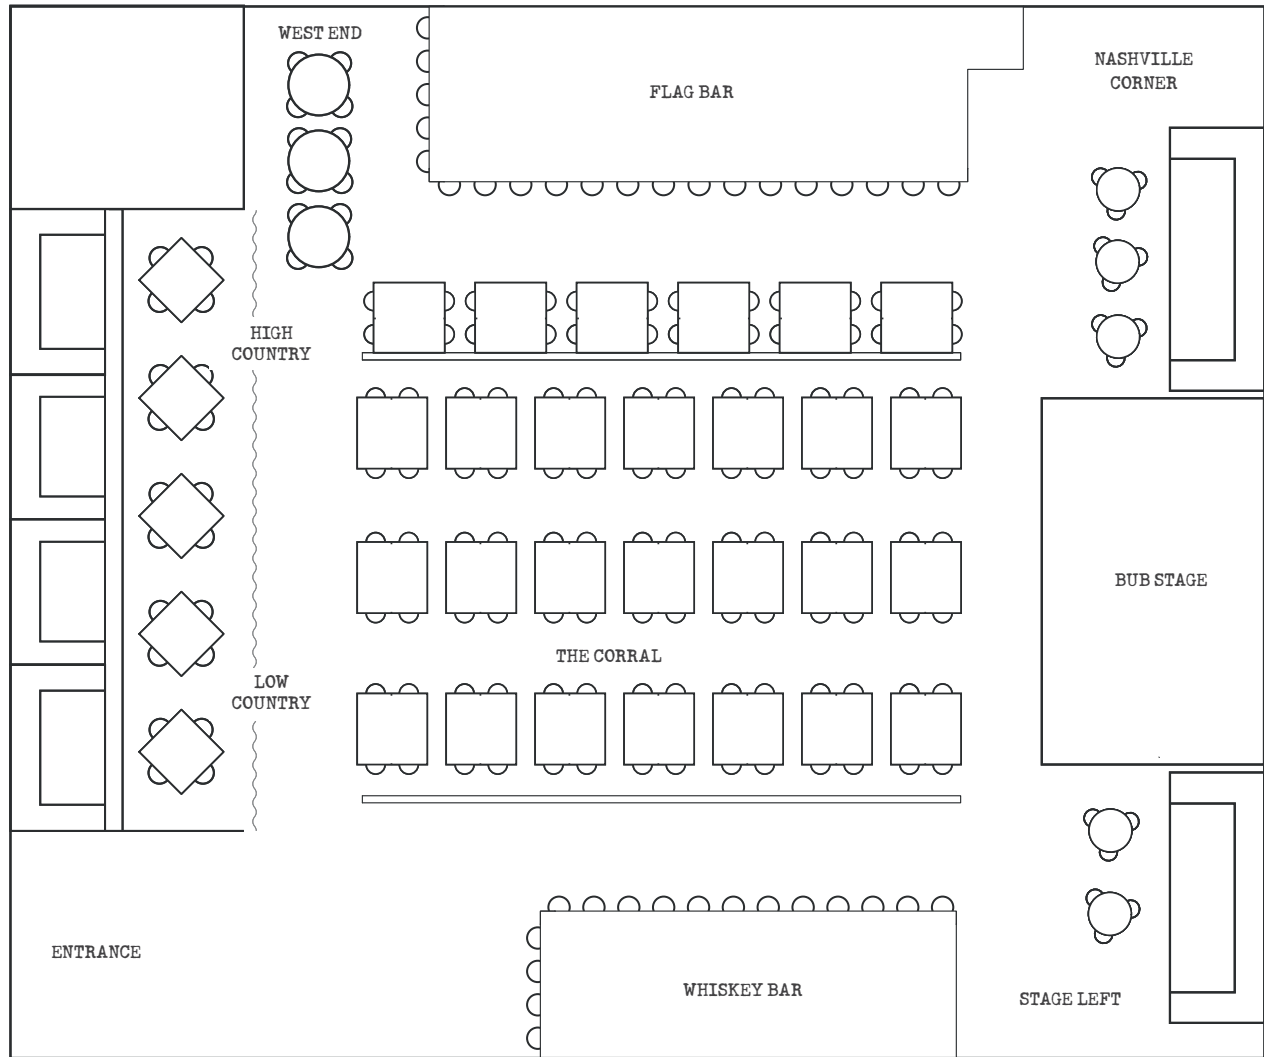 WEST END
FLAG BAR
NASHVILLE
CORNER
HIGH
COUNTRY
BUB STAGE
THE CORRAL
LOW
COUNTRY
ENTRANCE
WHISKEY BAR
STAGE LEFT